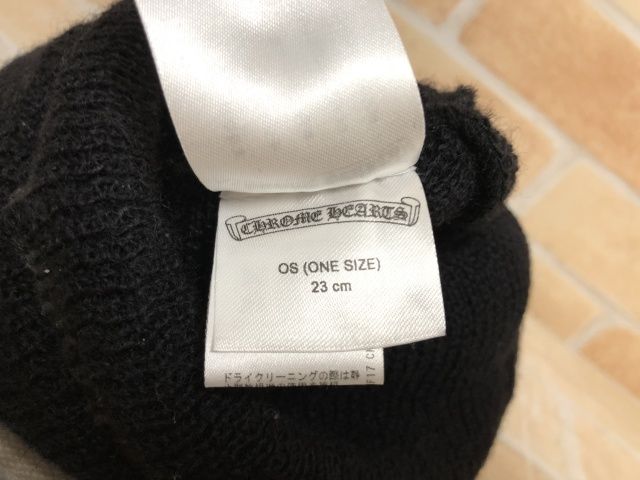 CHROME HEARTS
OS (ONE SIZE)
23 cm
ドライクリーニングの際は静
F17 C